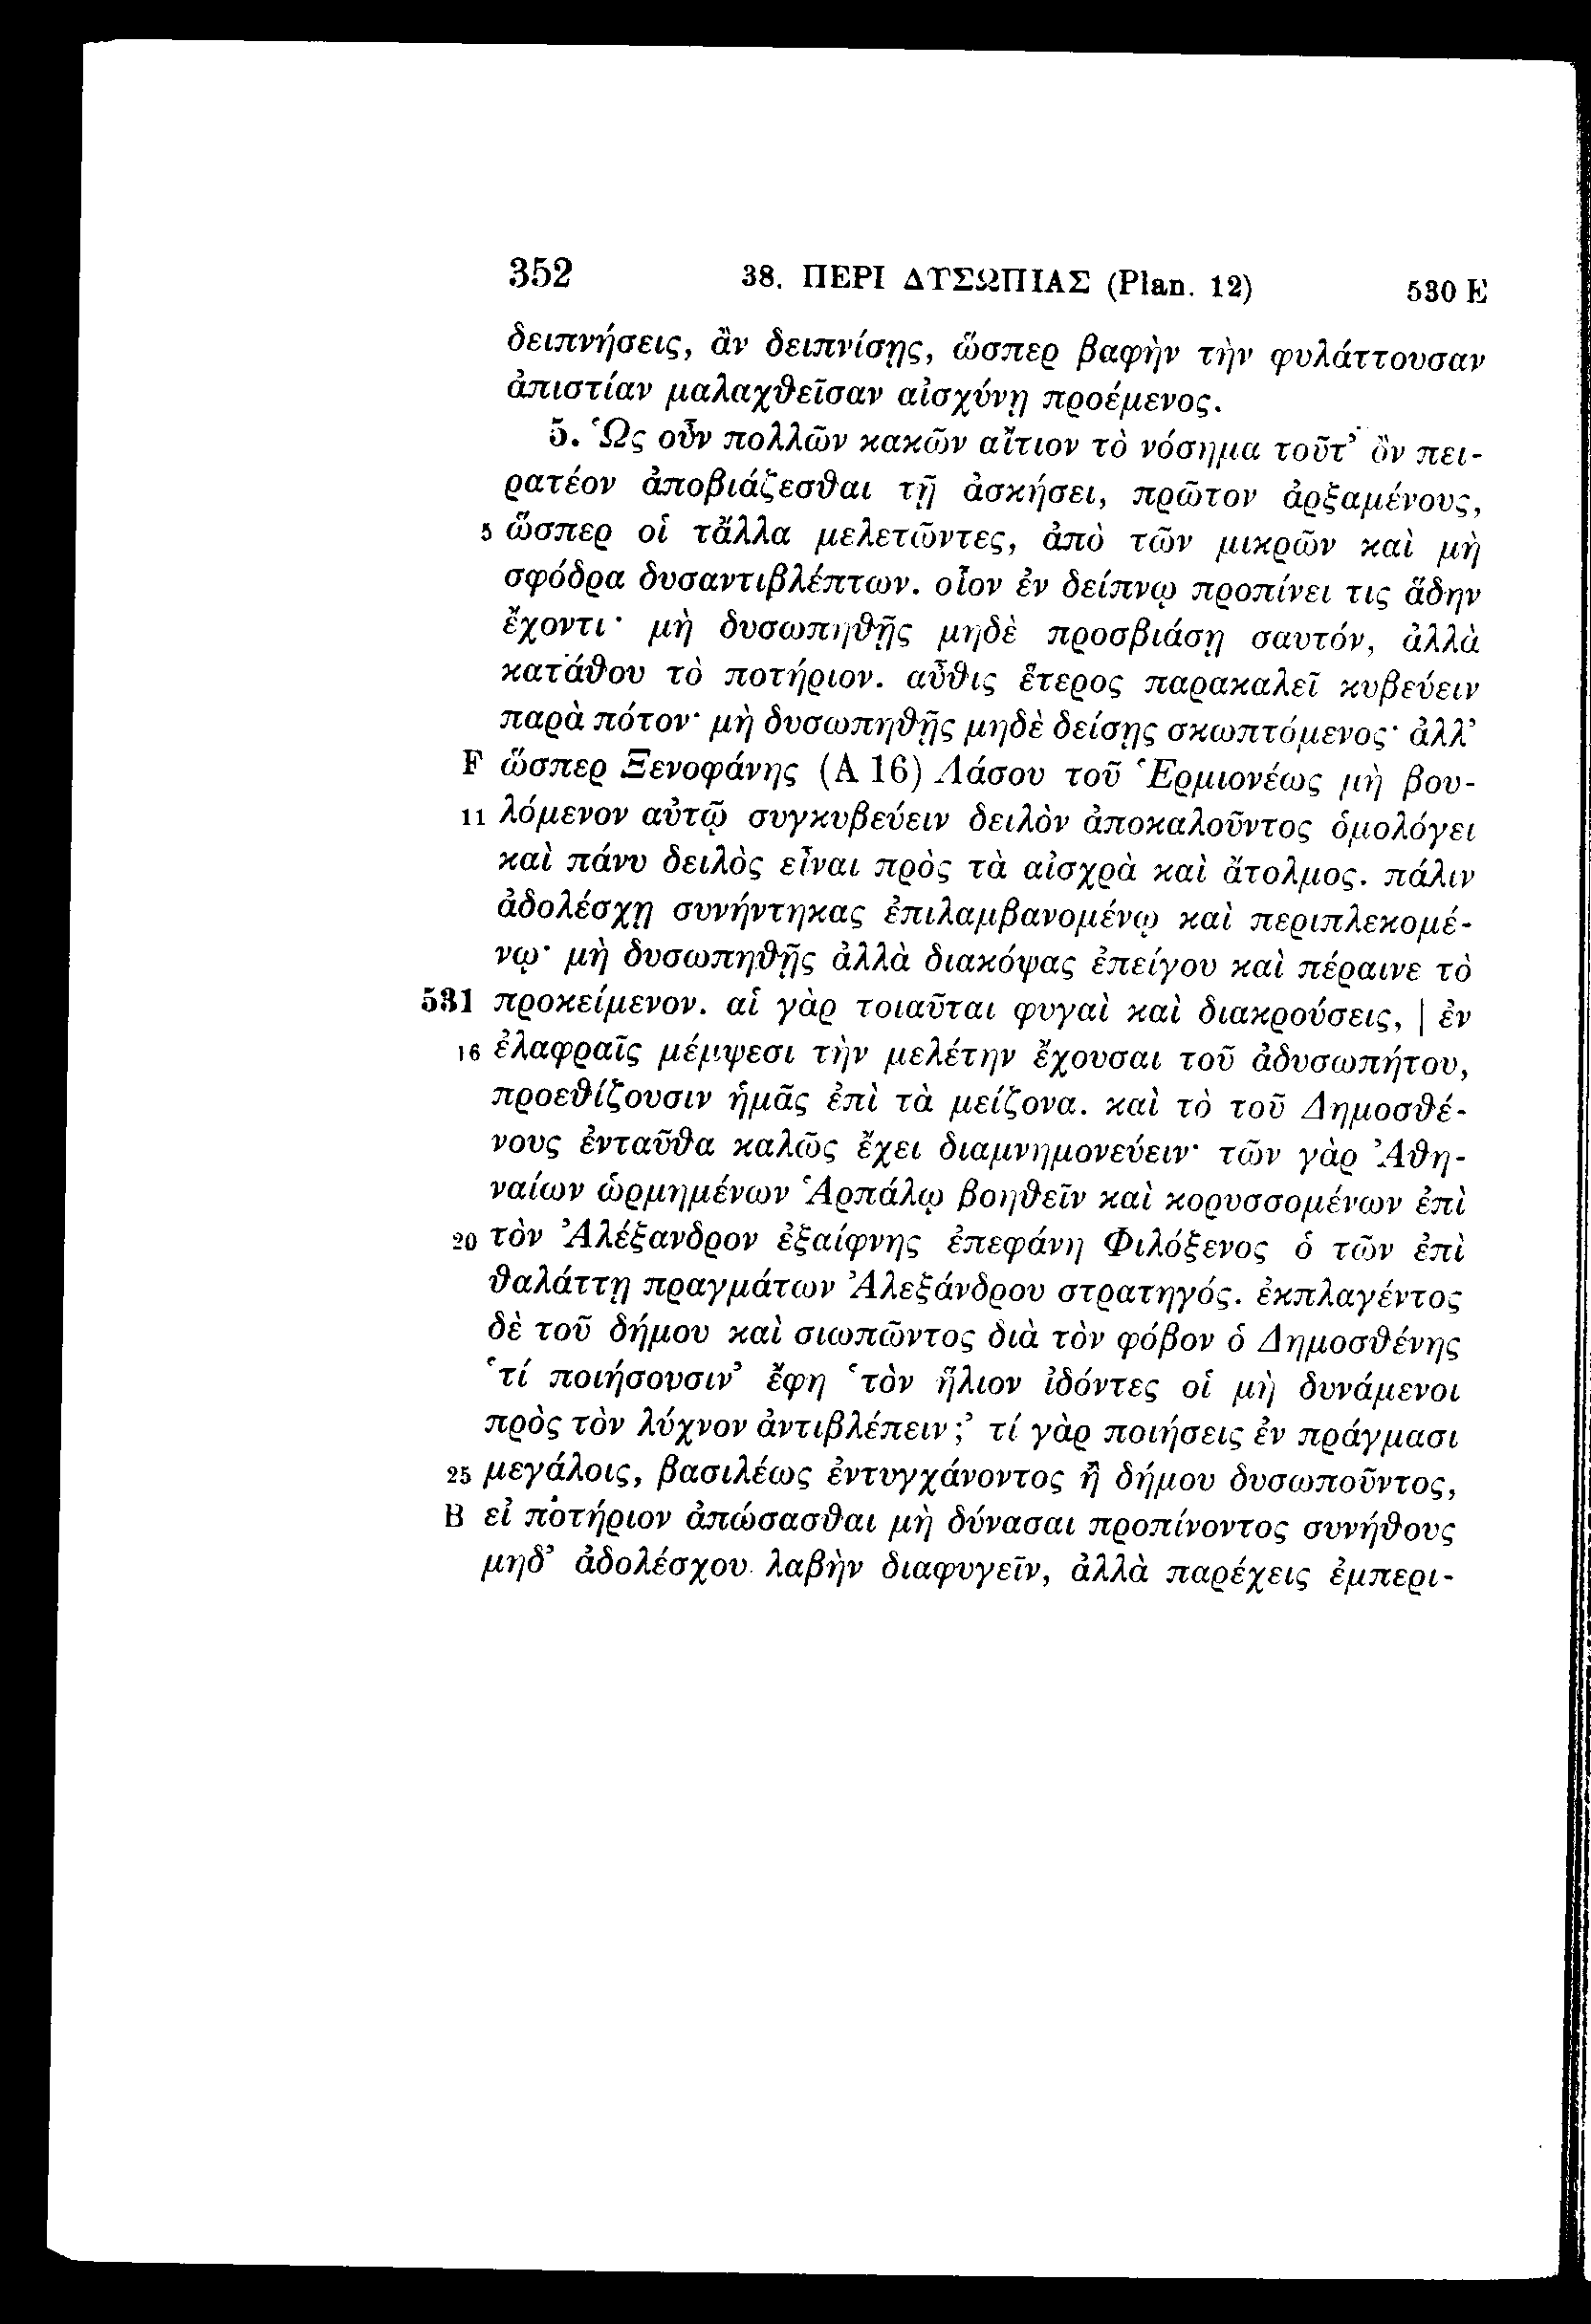 352 38. ΠΕΡΙ ΔΥΣΩΠΙΑΣ (Plan. 12) 530 E
δειπνήσεις, ἂν δειπνίσῃς, ὥσπερ βαφὴν τὴν φυλάττουσαν
ἀπιστίαν μαλαχθεῖσαν αἰσχύνῃ προέμενος.
5. Ὡς οὖν πολλῶν κακῶν αἴτιον τὸ νόσημα τοῦτ’ ὂν πει-
ρατέον ἀποβιάζεσθαι τῇ ἀσκήσει, πρῶτον ἀρξαμένους,
5 ὥσπερ οἱ τἄλλα μελετῶντες, ἀπὸ τῶν μικρῶν καὶ μὴ
σφόδρα δυσαντιβλέπτων. οἷον ἐν δείπνῳ προπίνει τις ἄδην
ἔχοντι· μὴ δυσωπηθῇς μηδὲ προσβιάσῃ σαυτόν, ἀλλὰ
κατάθου τὸ ποτήριον. αὖθις ἕτερος παρακαλεῖ κυβεύειν
παρὰ πότον· μὴ δυσωπηθῇς μηδὲ δείσῃς σκωπτόμενος· ἀλλ’
F ὥσπερ Ξενοφάνης (A 16) Λάσου τοῦ Ἑρμιονέως μὴ βου-
11 λόμενον αὐτῷ συγκυβεύειν δειλὸν ἀποκαλοῦντος ὁμολόγει
καὶ πάνυ δειλὸς εἶναι πρὸς τὰ αἰσχρὰ καὶ ἄτολμος. πάλιν
ἀδολέσχῃ συνήντηκας ἐπιλαμβανομένῳ καὶ περιπλεκομέ-
νῳ· μὴ δυσωπηθῇς ἀλλὰ διακόψας ἐπείγου καὶ πέραινε τὸ
531 προκείμενον. αἱ γὰρ τοιαῦται φυγαὶ καὶ διακρούσεις, | ἐν
16 ἐλαφραῖς μέμψεσι τὴν μελέτην ἔχουσαι τοῦ ἀδυσωπήτου,
προεθίζουσιν ἡμᾶς ἐπὶ τὰ μείζονα. καὶ τὸ τοῦ Δημοσθέ-
νους ἐνταῦθα καλῶς ἔχει διαμνημονεύειν· τῶν γὰρ Ἀθη-
ναίων ὡρμημένων Ἁρπάλῳ βοηθεῖν καὶ κορυσσομένων ἐπὶ
20 τὸν Ἀλέξανδρον ἐξαίφνης ἐπεφάνη Φιλόξενος ὁ τῶν ἐπὶ
θαλάττῃ πραγμάτων Ἀλεξάνδρου στρατηγός. ἐκπλαγέντος
δὲ τοῦ δήμου καὶ σιωπῶντος διὰ τὸν φόβον ὁ Δημοσθένης
‘τί ποιήσουσιν’ ἔφη ‘τὸν ἥλιον ἰδόντες οἱ μὴ δυνάμενοι
πρὸς τὸν λύχνον ἀντιβλέπειν;’ τί γὰρ ποιήσεις ἐν πράγμασι
25 μεγάλοις, βασιλέως ἐντυγχάνοντος ἢ δήμου δυσωποῦντος,
B εἰ ποτήριον ἀπώσασθαι μὴ δύνασαι προπίνοντος συνήθους
μηδ’ ἀδολέσχου λαβὴν διαφυγεῖν, ἀλλὰ παρέχεις ἐμπερι-